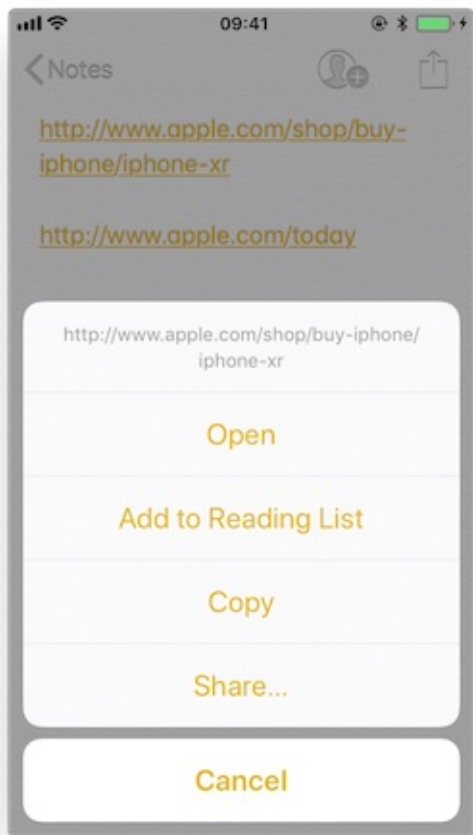 09:41
Notes
http://www.apple.com/shop/buy-
iphone/iphone-xr
http://www.apple.com/today
http://www.apple.com/shop/buy-iphone/
iphone-xr
Open
Add to Reading List
Copy
Share...
Cancel